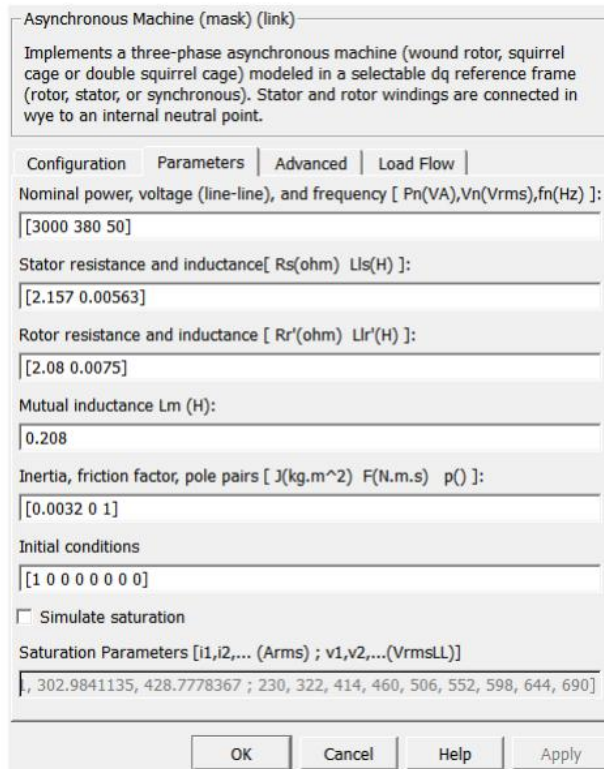 Asynchronous Machine (mask) (link)
Implements a three-phase asynchronous machine (wound rotor, squirrel
cage or double squirrel cage) modeled in a selectable dq reference frame
(rotor, stator, or synchronous). Stator and rotor windings are connected in
wye to an internal neutral point.
Configuration Parameters Advanced Load Flow
Nominal power, voltage (line-line), and frequency [ Pn(VA),Vn(Vrms),fn(Hz) ]:
[3000 380 50]
Stator resistance and inductance[ Rs(ohm) Lls(H) ]:
[2.157 0.00563]
Rotor resistance and inductance [ Rr'(ohm) Llr'(H) ]:
[2.08 0.0075]
Mutual inductance Lm (H):
0.208
Inertia, friction factor, pole pairs [ J(kg.m^2) F(N.m.s) p() ]:
[0.0032 0 1]
Initial conditions
[1 0 0 0 0 0 0 0]
Simulate saturation
Saturation Parameters [i1,i2,... (Arms) ; v1,v2,...(VrmsLL)]
, 302.9841135, 428.7778367 ; 230, 322, 414, 460, 506, 552, 598, 644, 690]
OK Cancel Help Apply